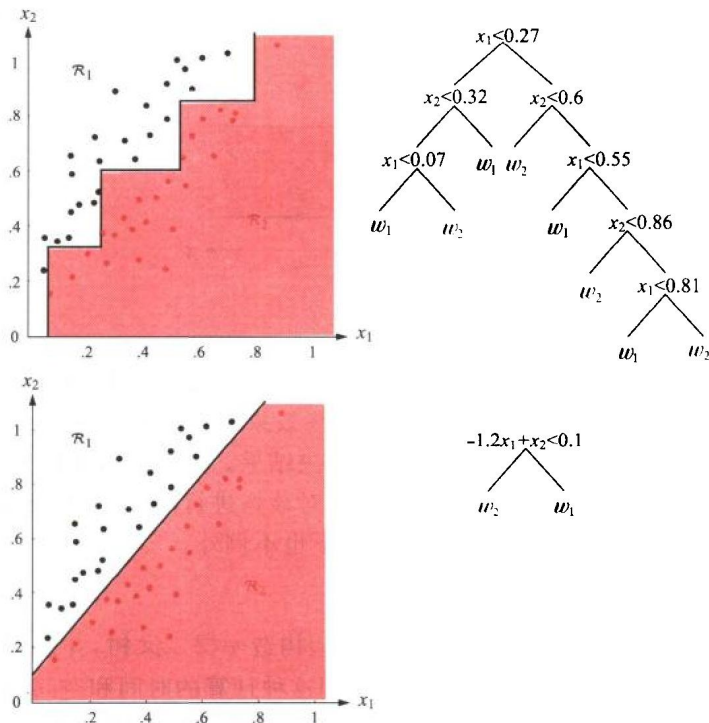 x₂
1
.8
.6
.4
.2
0
ℛ₁
ℛ₂
.2
.4
.6
.8
1
x₁
x₁<0.27
x₂<0.32
x₂<0.6
x₁<0.07
w₁
w₂
x₁<0.55
w₁
w₂
w₁
x₂<0.86
w₂
x₁<0.81
w₁
w₂
x₂
1
.8
.6
.4
.2
0
ℛ₁
ℛ₂
.2
.4
.6
.8
1
x₁
-1.2x₁+x₂<0.1
w₂
w₁